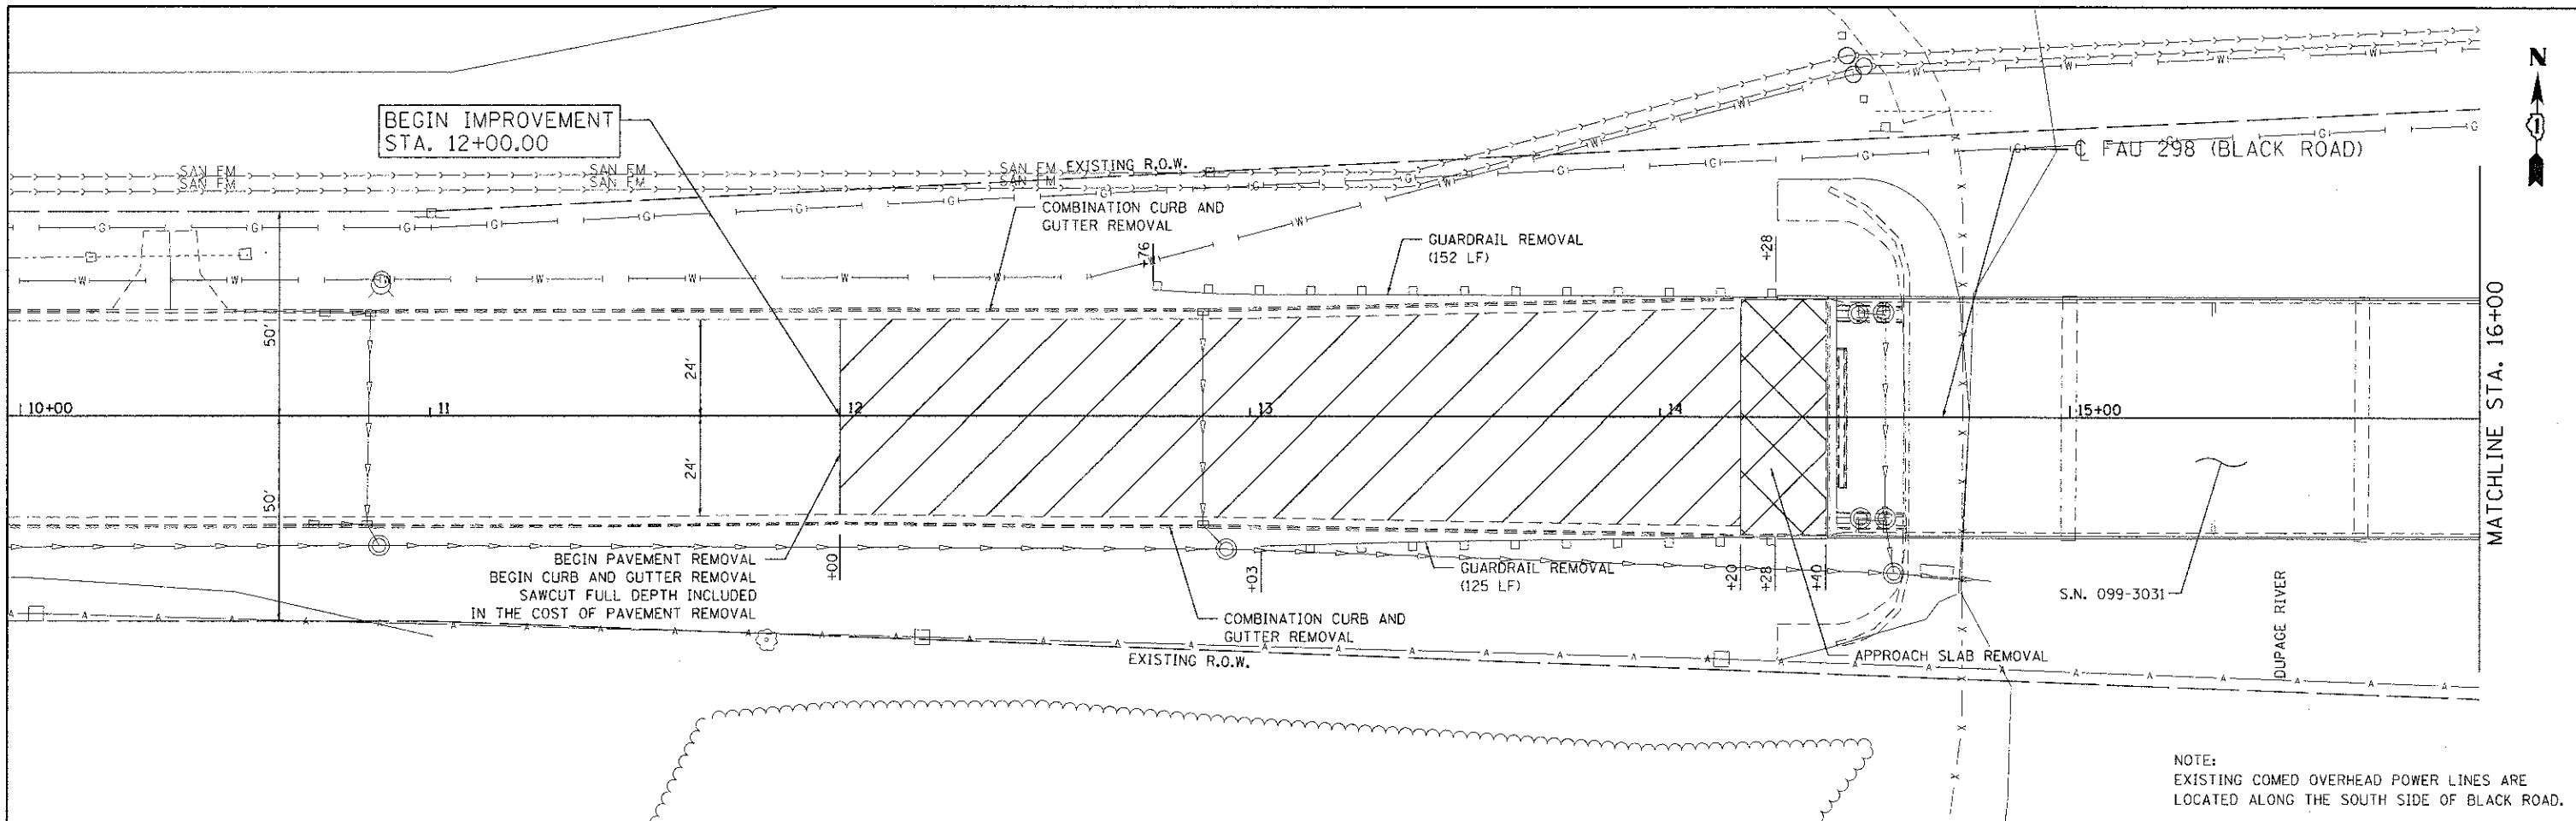 BEGIN IMPROVEMENT
STA. 12+00.00
N
SAN FM
SAN FM
SAN FM
SAN FM
SAN FM
SAN FM
EXISTING R.O.W.
℄ FAU 298 (BLACK ROAD)
COMBINATION CURB AND
GUTTER REMOVAL
+76
GUARDRAIL REMOVAL
(152 LF)
+28
50'
24'
10+00
11
12
13
14
15+00
MATCHLINE STA. 16+00
50'
24'
BEGIN PAVEMENT REMOVAL
BEGIN CURB AND GUTTER REMOVAL
SAWCUT FULL DEPTH INCLUDED
IN THE COST OF PAVEMENT REMOVAL
+00
+03
GUARDRAIL REMOVAL
(125 LF)
+20
+28
+40
COMBINATION CURB AND
GUTTER REMOVAL
S.N. 099-3031
DUPAGE RIVER
EXISTING R.O.W.
APPROACH SLAB REMOVAL
NOTE:
EXISTING COMED OVERHEAD POWER LINES ARE
LOCATED ALONG THE SOUTH SIDE OF BLACK ROAD.